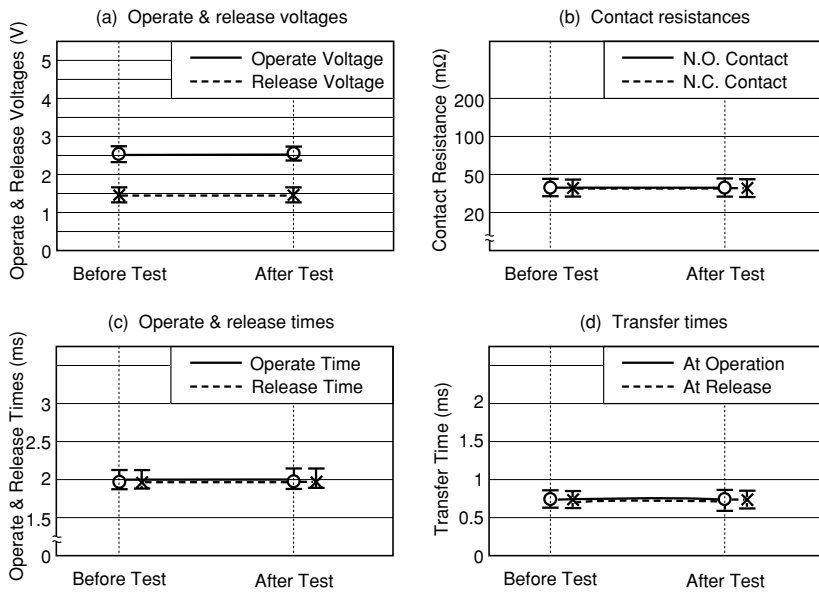 (a) Operate & release voltages
Operate & Release Voltages (V)
5
4
3
2
1
0
Operate Voltage
Release Voltage
Before Test
After Test
(b) Contact resistances
Contact Resistance (mΩ)
200
100
50
20
0
N.O. Contact
N.C. Contact
Before Test
After Test
(c) Operate & release times
Operate & Release Times (ms)
3
2.5
2
1.5
0
Operate Time
Release Time
Before Test
After Test
(d) Transfer times
Transfer Time (ms)
2
1.5
1
0.5
0
At Operation
At Release
Before Test
After Test